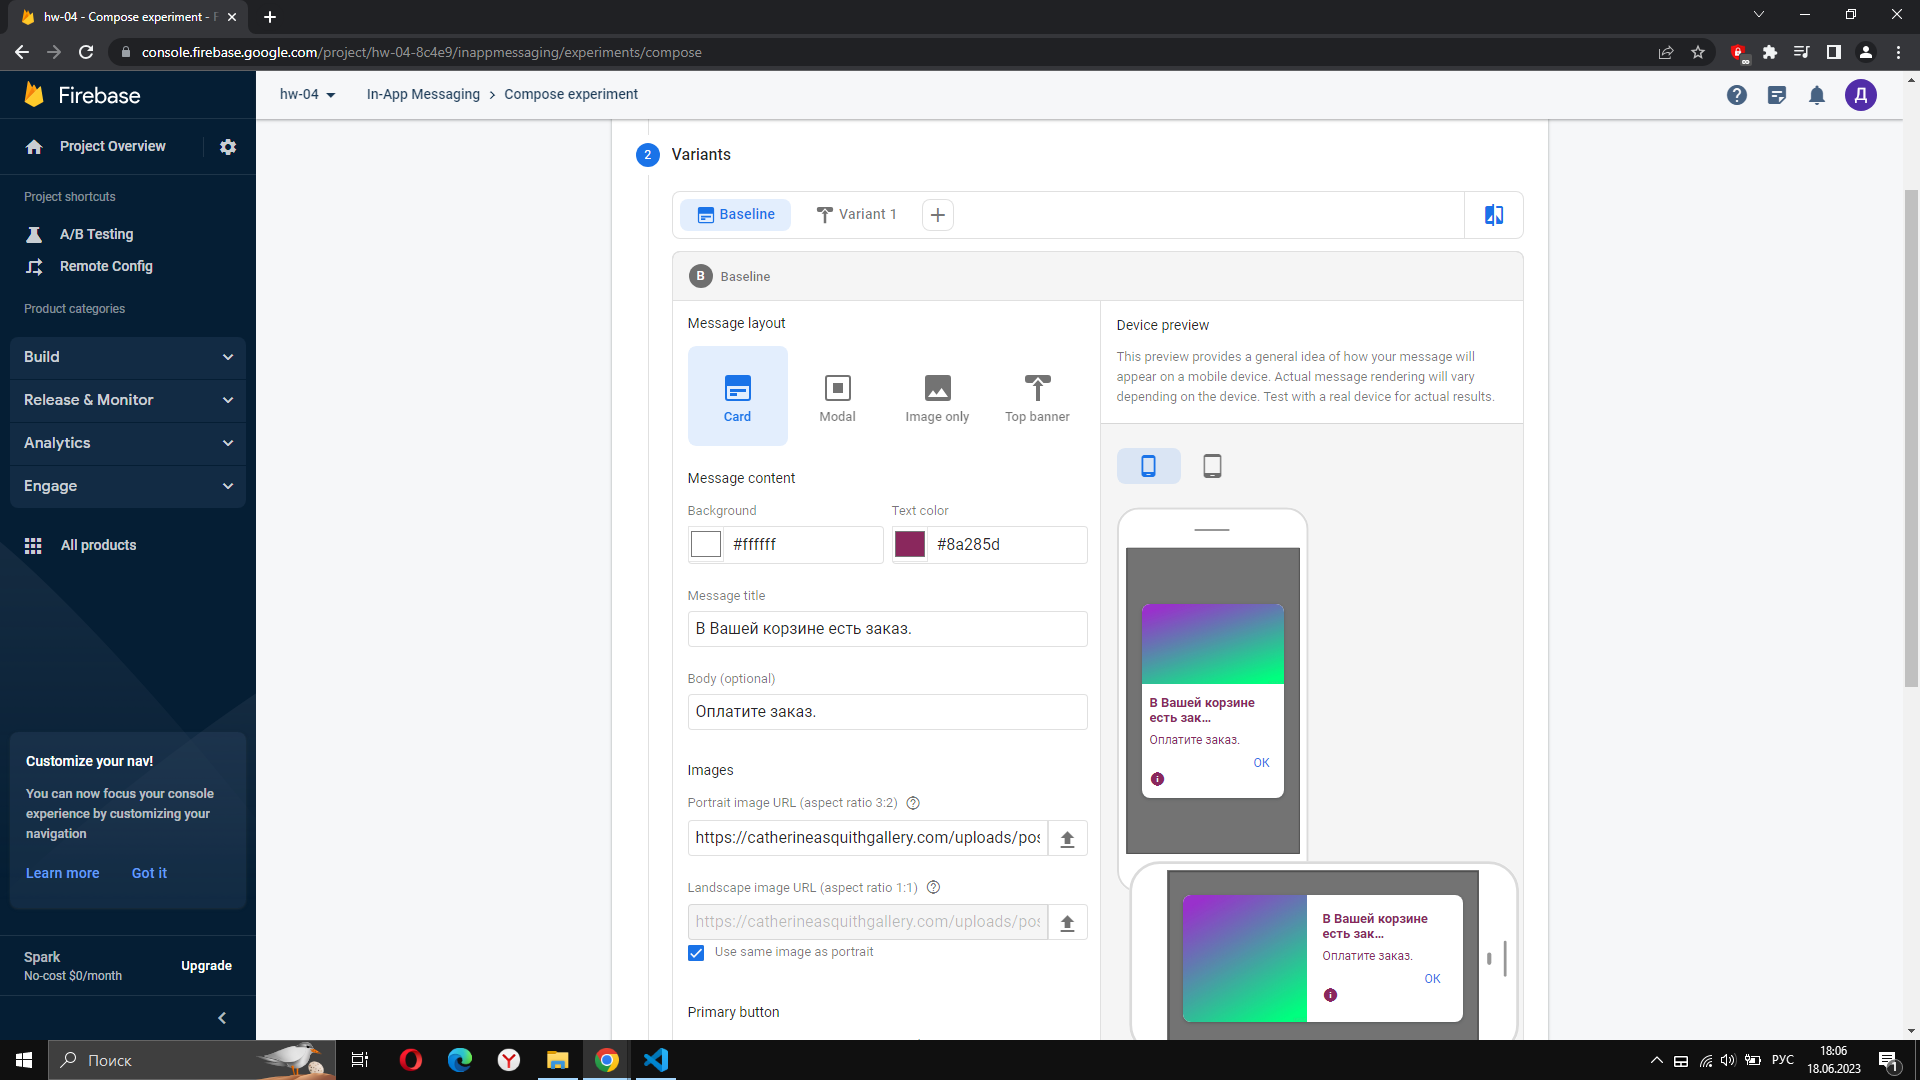 hw-04 - Compose experiment - F
console.firebase.google.com/project/hw-04-8c4e9/inappmessaging/experiments/compose
Firebase
hw-04
In-App Messaging > Compose experiment
Д
Project Overview
Project shortcuts
A/B Testing
Remote Config
Product categories
Build
Release & Monitor
Analytics
Engage
All products
Customize your nav!
You can now focus your console
experience by customizing your
navigation
Learn more
Got it
Spark
No-cost $0/month
Upgrade
2
Variants
Baseline
Variant 1
B
Baseline
Message layout
Card
Modal
Image only
Top banner
Message content
Background
Text color
#ffffff
#8a285d
Message title
В Вашей корзине есть заказ.
Body (optional)
Оплатите заказ.
Images
Portrait image URL (aspect ratio 3:2)
https://catherineasquithgallery.com/uploads/pos
Landscape image URL (aspect ratio 1:1)
https://catherineasquithgallery.com/uploads/pos
Use same image as portrait
Primary button
Device preview
This preview provides a general idea of how your message will
appear on a mobile device. Actual message rendering will vary
depending on the device. Test with a real device for actual results.
В Вашей корзине
есть зак...
Оплатите заказ.
OK
В Вашей корзине
есть зак...
Оплатите заказ.
OK
Поиск
РУС
18:06
18.06.2023
1